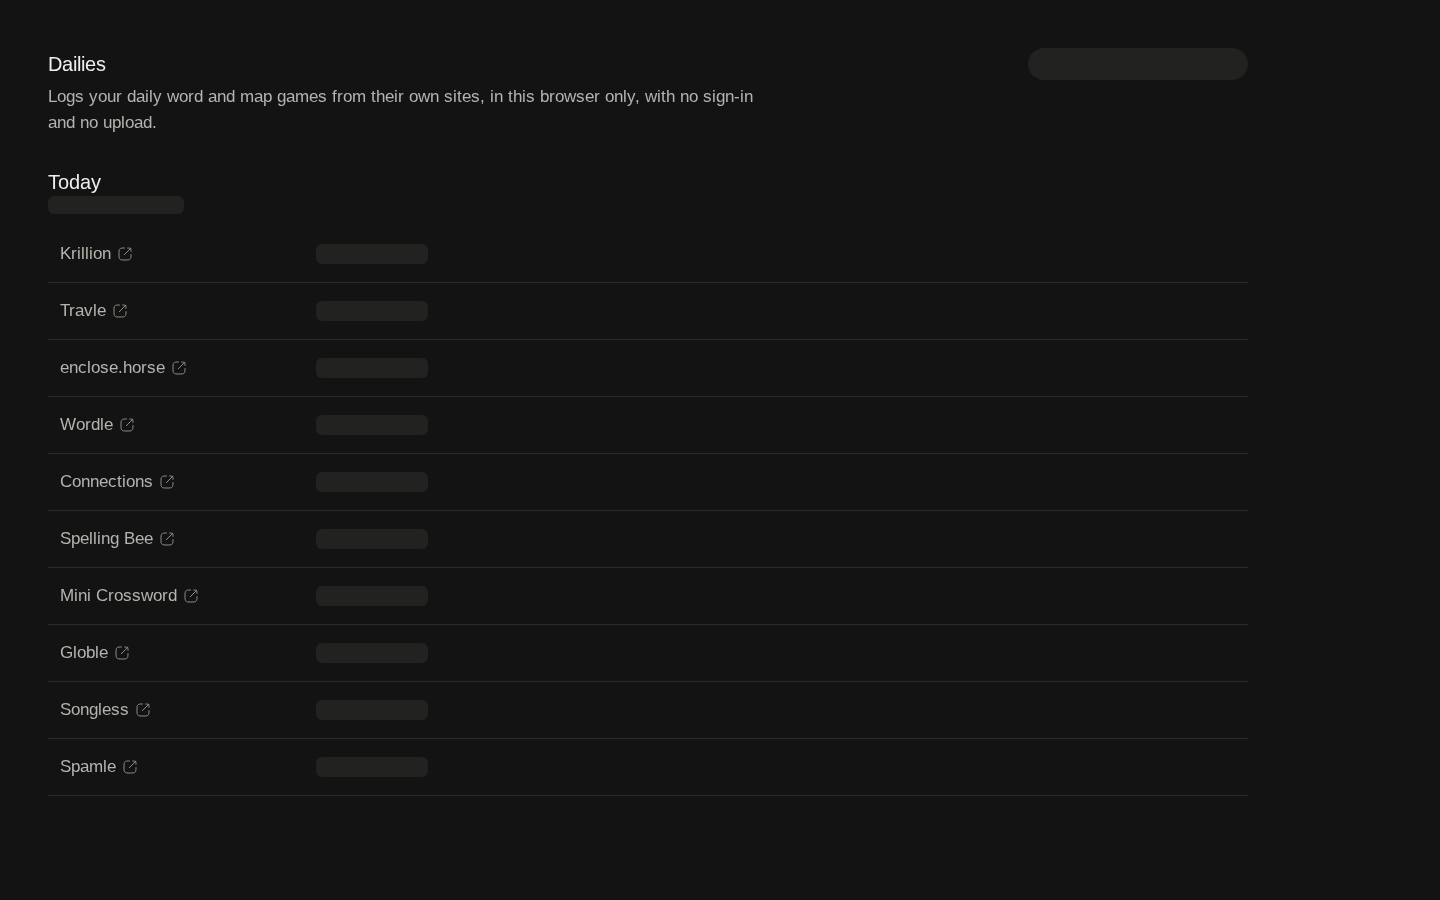 Dailies
Logs your daily word and map games from their own sites, in this browser only, with no sign-in
and no upload.
Today
Krillion
Travle
enclose.horse
Wordle
Connections
Spelling Bee
Mini Crossword
Globle
Songless
Spamle